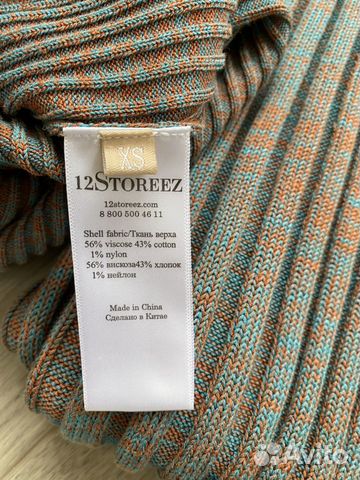 XS
12STOREEZ
12storeez.com
8 800 500 46 11
Shell fabric/Ткань верха
56% viscose 43% cotton
1% nylon
56% вискоза43% хлопок
1% нейлон
Made in China
Сделано в Китае
Avito